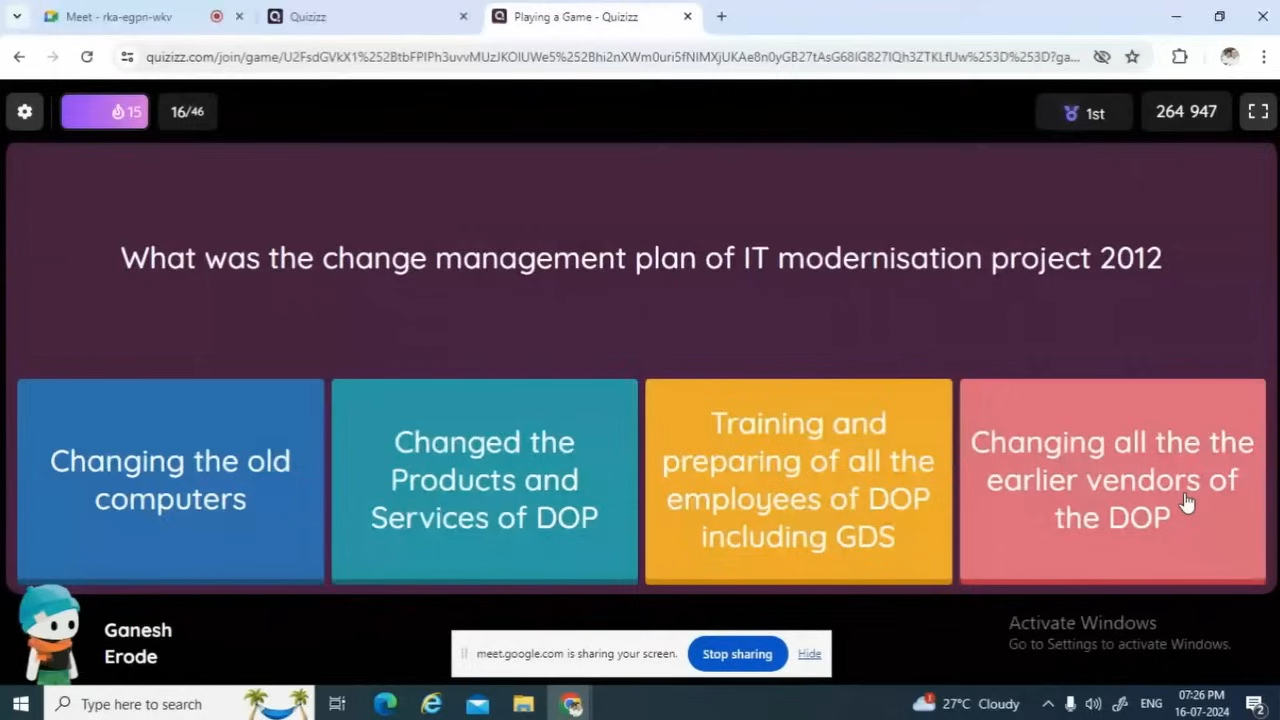 Meet - rka-egpn-wkv
Quizizz
Playing a Game - Quizizz
quizizz.com/join/game/U2FsdGVkX1%252BtbFPIPh3uvvMUzJKOIUWe5%252Bhi2nXWm0uri5fNIMXjUKAe8n0yGB27tAsG68IG827IQh3ZTKLfUw%253D%253D?ga...
15
16/46
1st
264 947
What was the change management plan of IT modernisation project 2012
Changing the old
computers
Changed the
Products and
Services of DOP
Training and
preparing of all the
employees of DOP
including GDS
Changing all the the
earlier vendors of
the DOP
Ganesh
Erode
meet.google.com is sharing your screen.
Stop sharing
Hide
Activate Windows
Go to Settings to activate Windows.
Type here to search
27°C Cloudy
ENG
07:26 PM
16-07-2024
2